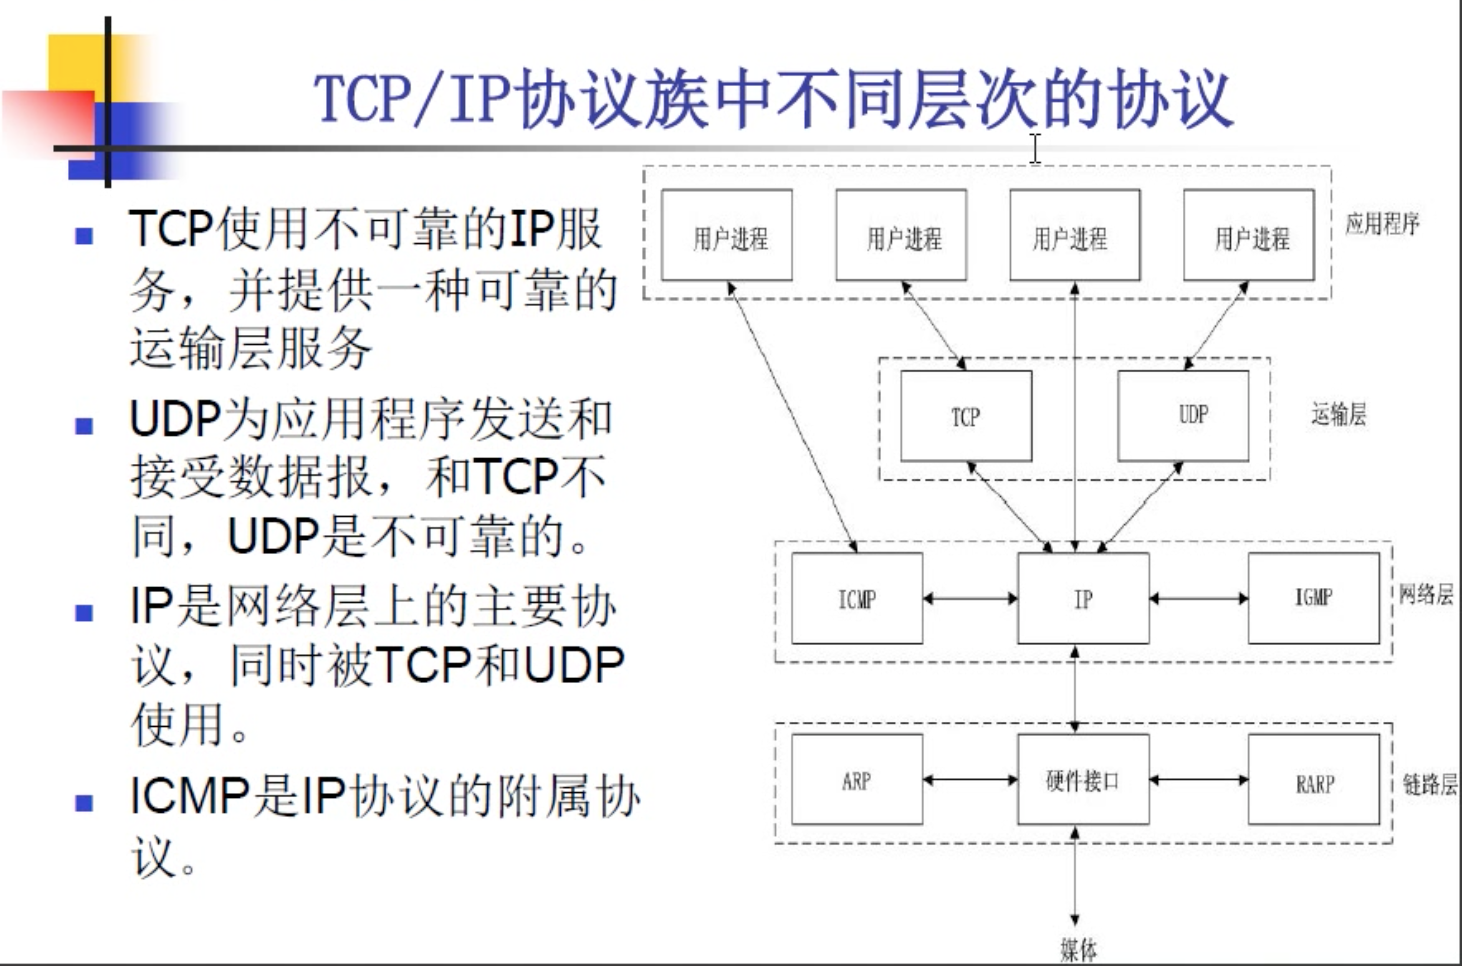 TCP/IP协议族中不同层次的协议
TCP使用不可靠的IP服
务，并提供一种可靠的
运输层服务
UDP为应用程序发送和
接受数据报，和TCP不
同，UDP是不可靠的。
IP是网络层上的主要协
议，同时被TCP和UDP
使用。
ICMP是IP协议的附属协
议。
用户进程 用户进程 用户进程 用户进程 应用程序
TCP UDP 运输层
ICMP IP IGMP 网络层
ARP 硬件接口 RARP 链路层
媒体